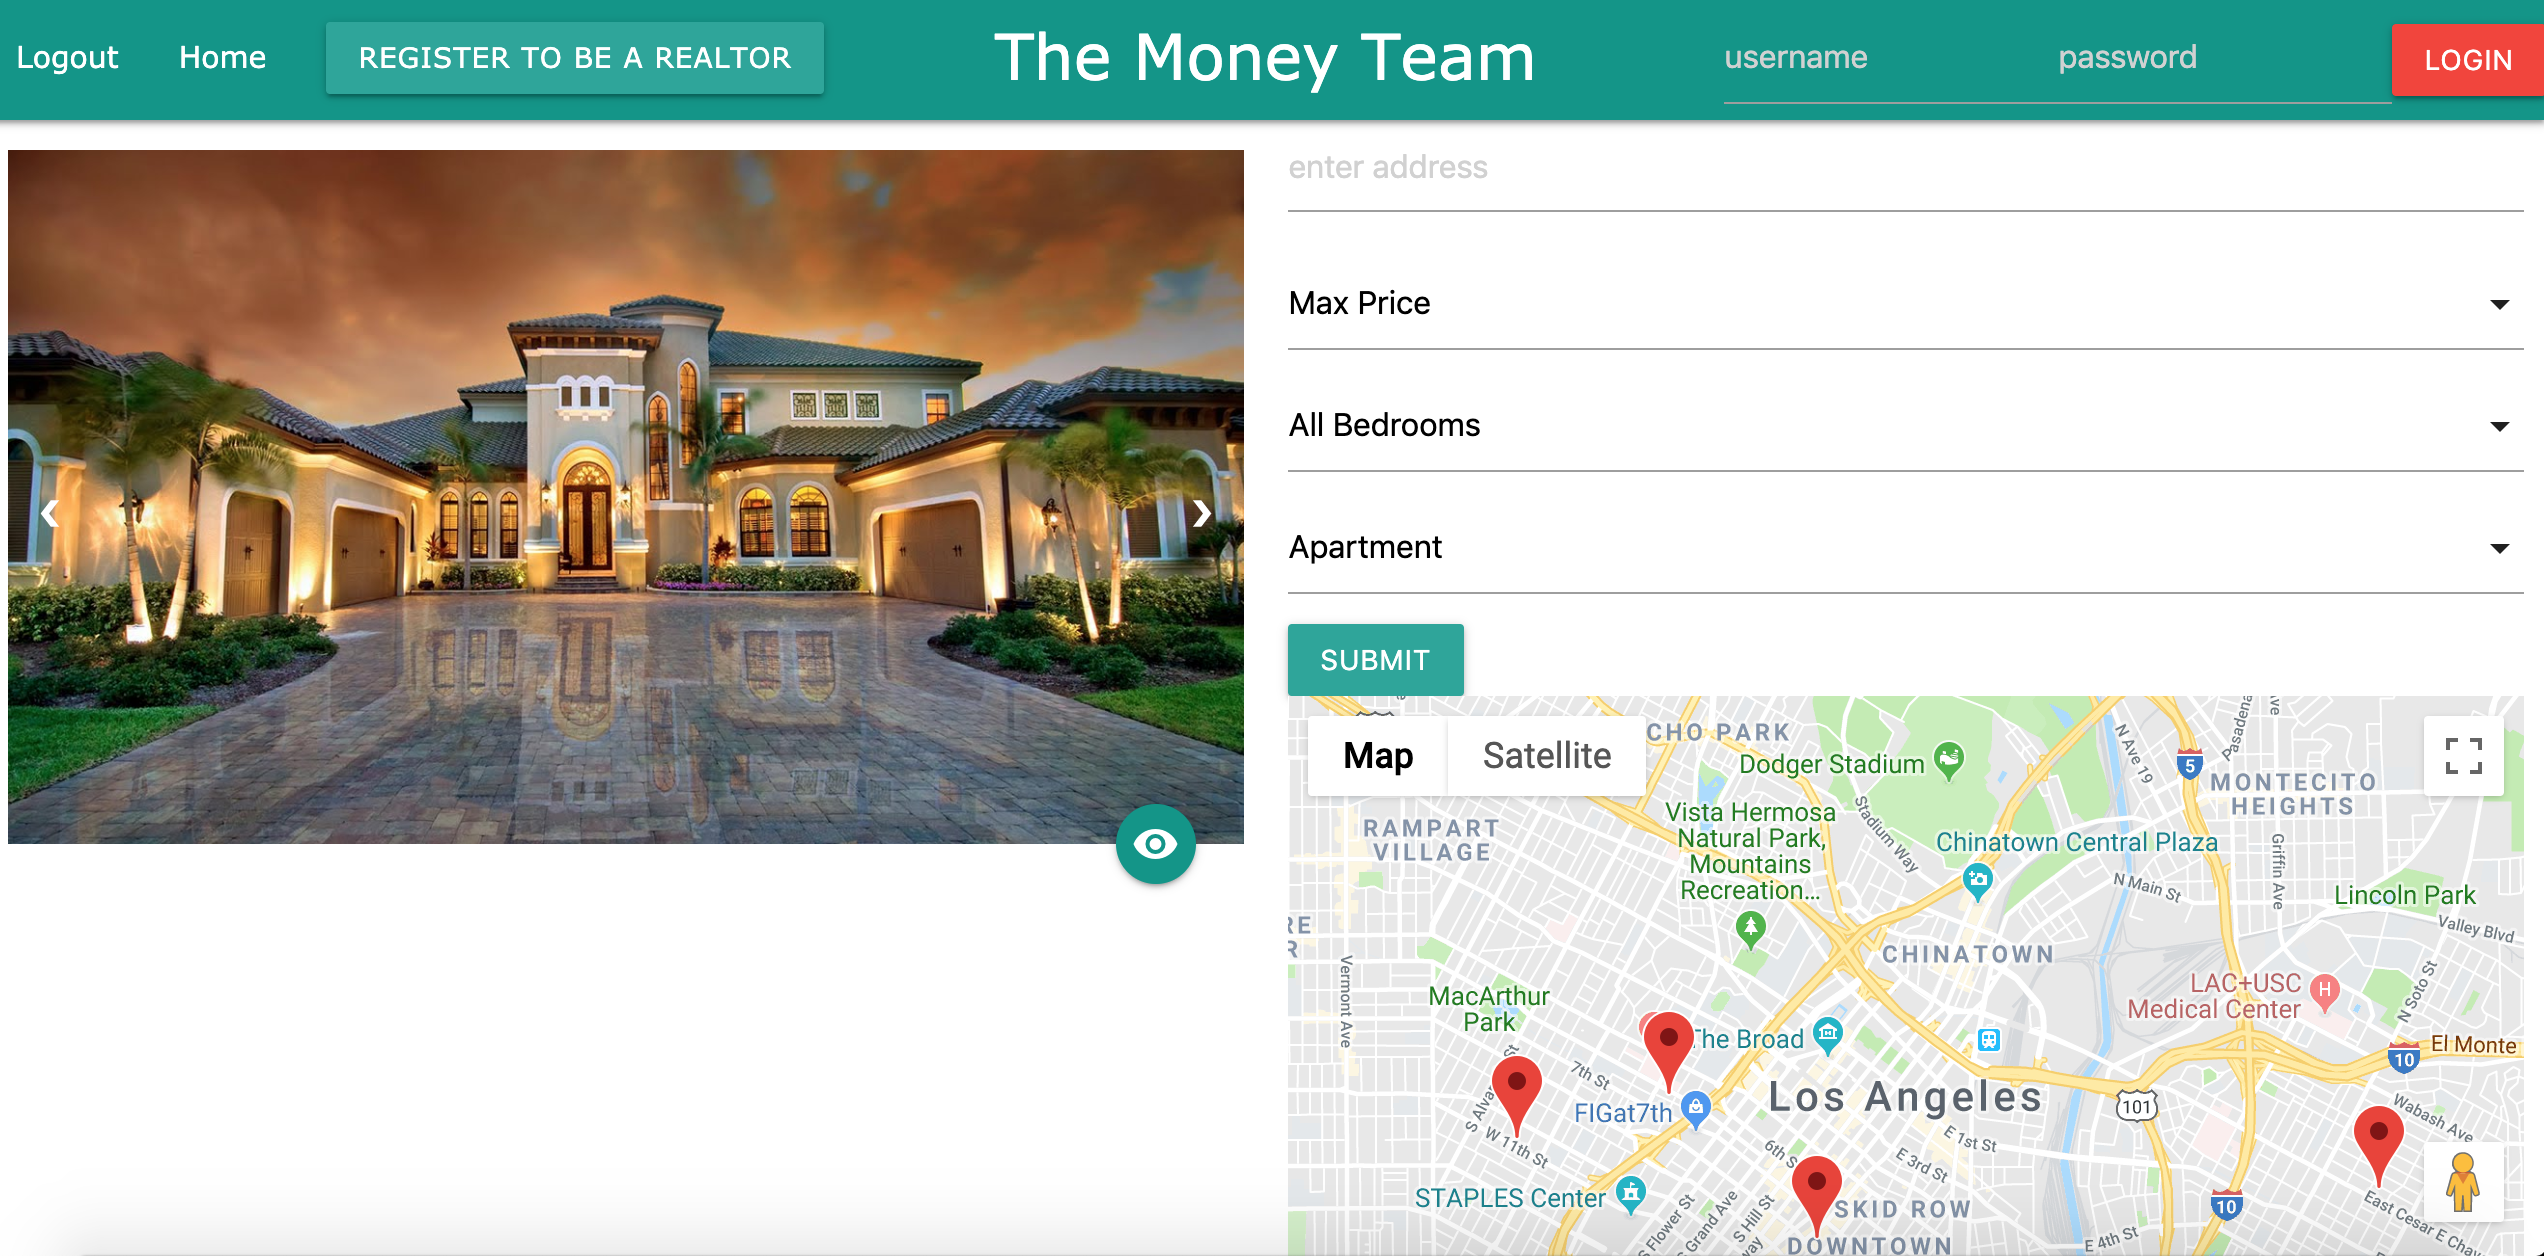 Logout
Home
REGISTER TO BE A REALTOR
The Money Team
username
password
LOGIN
enter address
Max Price
All Bedrooms
Apartment
SUBMIT
Map
Satellite
CHO PARK
Dodger Stadium
N Ave 19
Pasadena
Ave
5
MONTECITO
HEIGHTS
RAMPART
VILLAGE
Vista Hermosa
Natural Park,
Mountains
Recreation...
Stadium Way
Chinatown Central Plaza
N Main St
Griffin Ave
Lincoln Park
Valley Blvd
RE
R
Vermont Ave
CHINATOWN
LAC+USC
Medical Center
H
N Soto St
MacArthur
Park
The Broad
El Monte
10
7th St
S Alva
St
FIGat7th
Los Angeles
101
Wabash Ave
W 11th St
6th S
E 1st St
E 3rd St
STAPLES Center
S Flower St
S Grand Ave
S Hill St
way
SKID ROW
DOWNTOWN
10
E 4th St
East Cesar E Chav